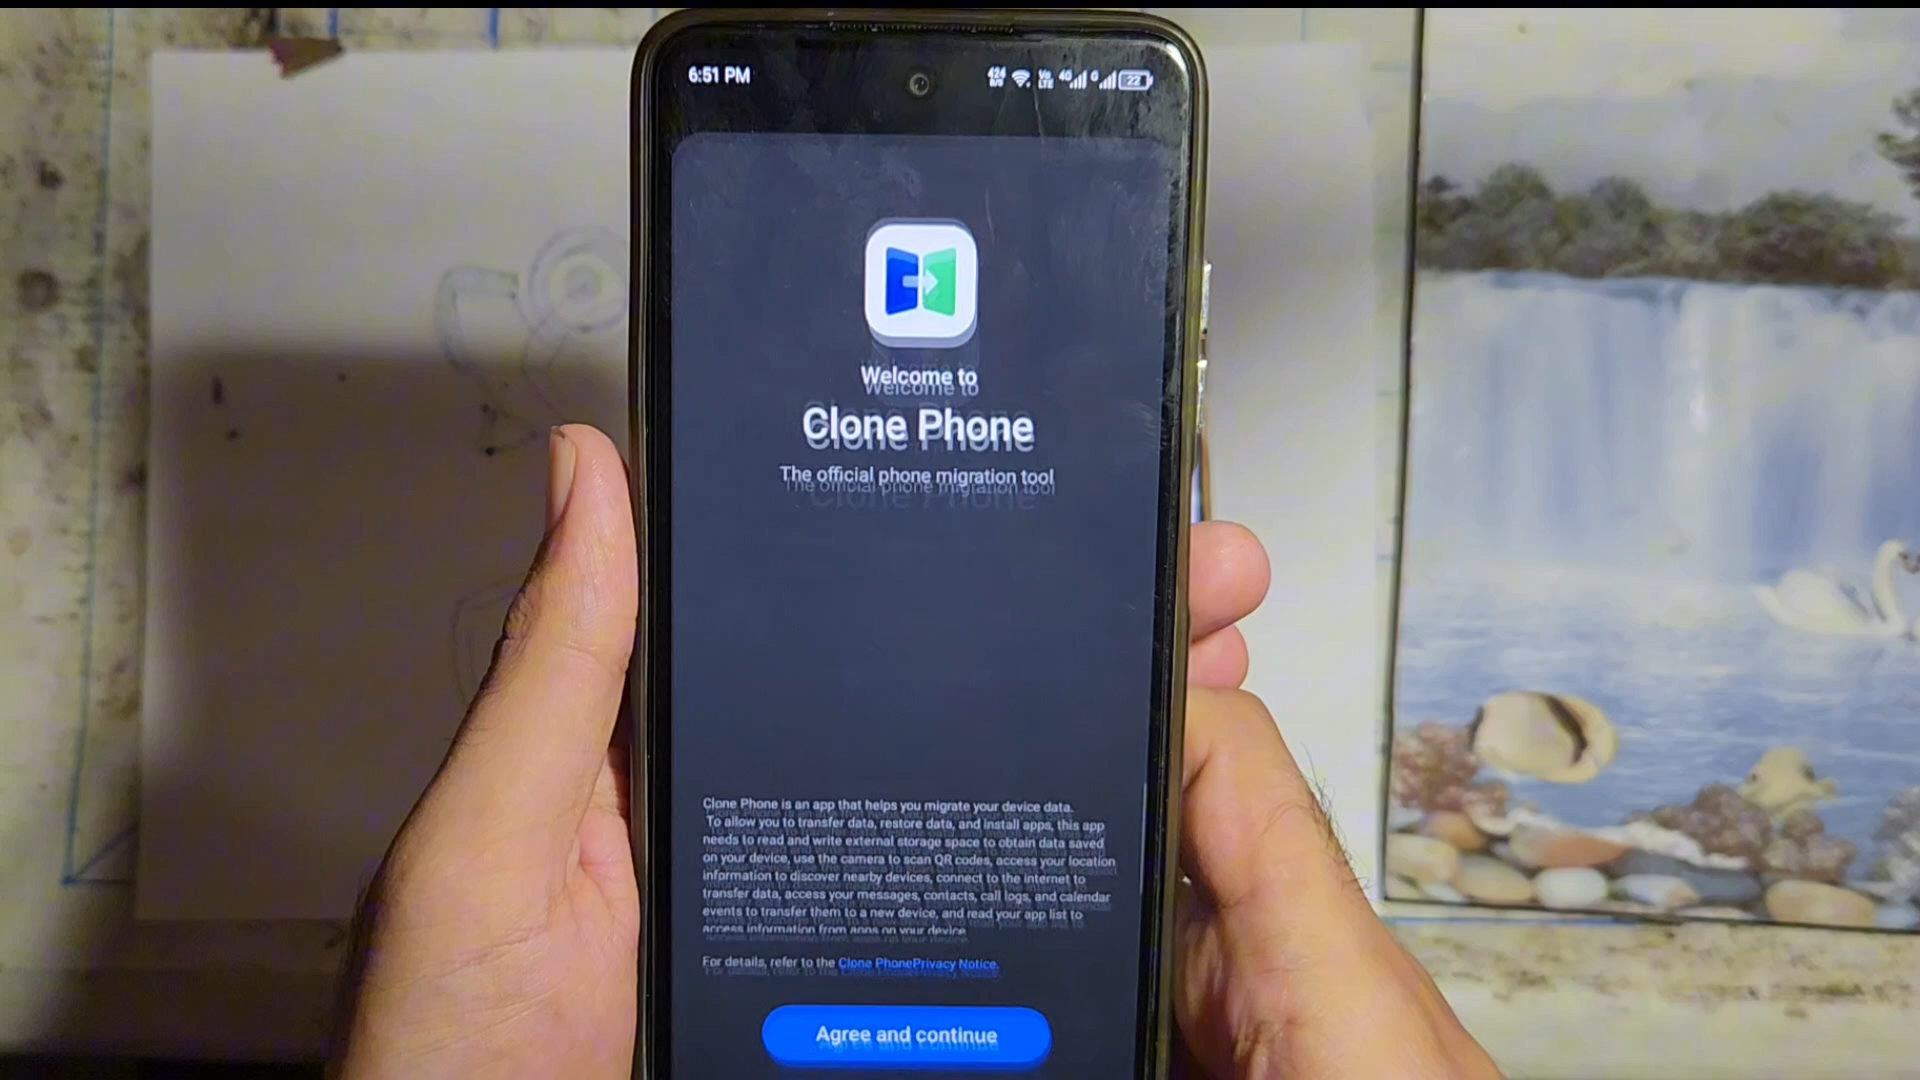 6:51 PM
424
B/S
Vo
LTE
4G
G
22
Welcome to
Clone Phone
The official phone migration tool
Clone Phone is an app that helps you migrate your device data.
To allow you to transfer data, restore data, and install apps, this app
needs to read and write external storage space to obtain data saved
on your device, use the camera to scan QR codes, access your location
information to discover nearby devices, connect to the internet to
transfer data, access your messages, contacts, call logs, and calendar
events to transfer them to a new device, and read your app list to
access information from apps on your device.
For details, refer to the Clone PhonePrivacy Notice.
Agree and continue